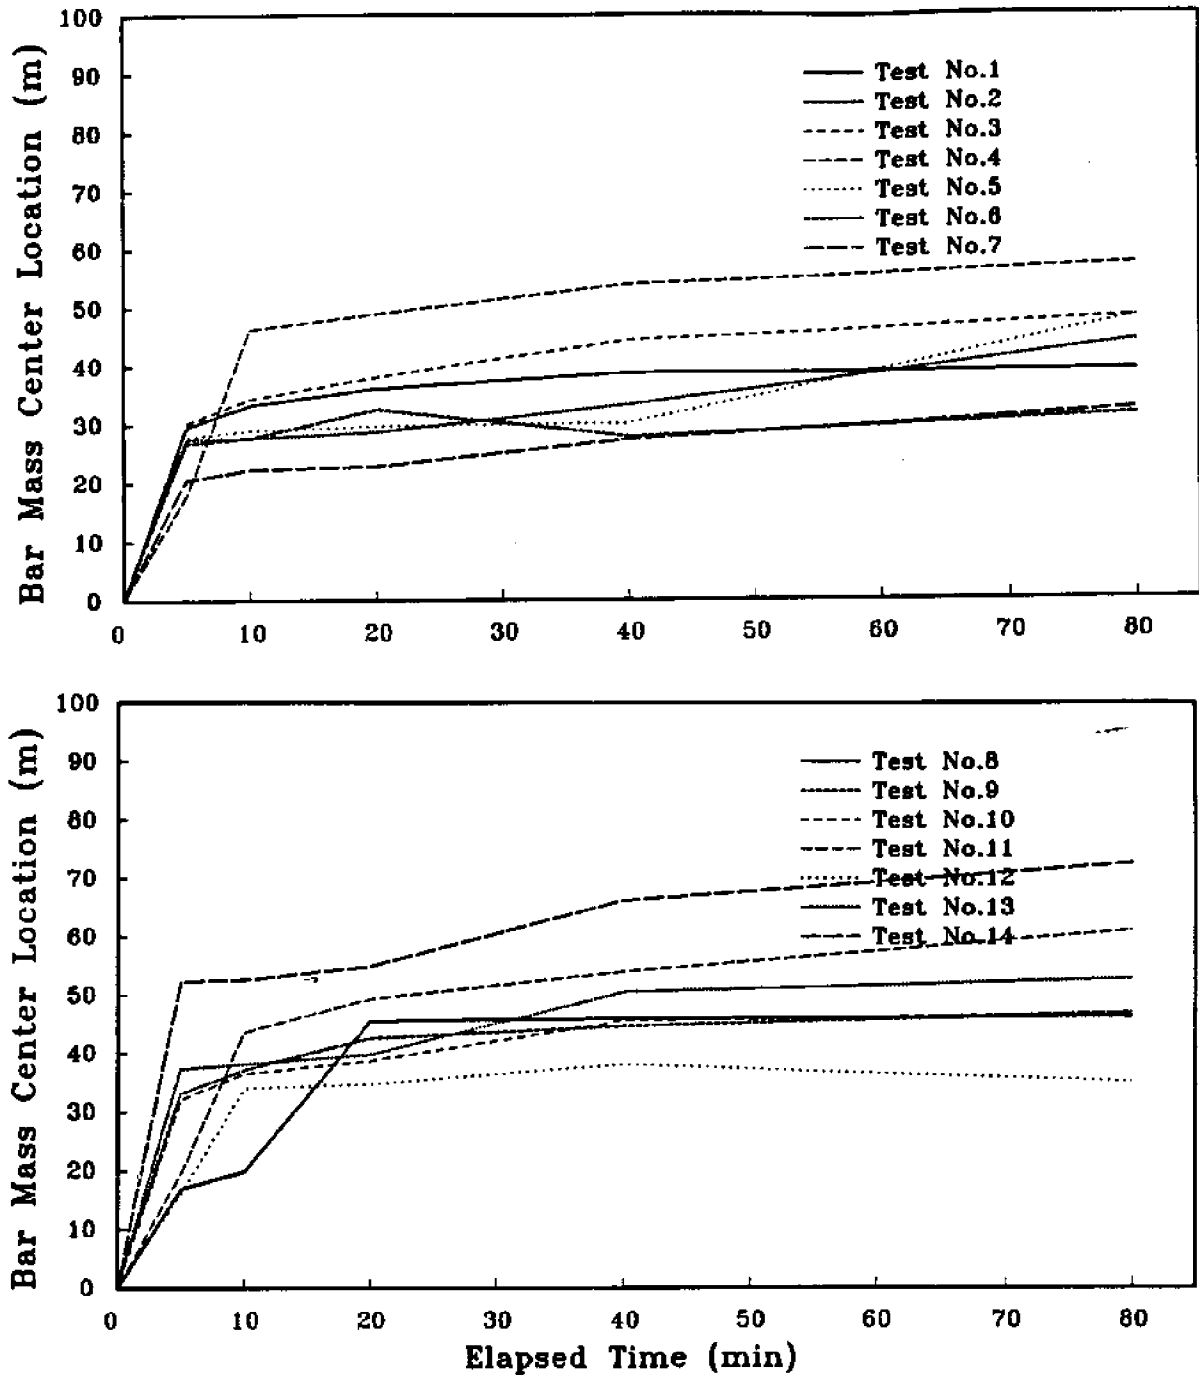 100
90
80
70
60
50
40
30
20
10
0
Bar Mass Center Location (m)
Test No.1
Test No.2
Test No.3
Test No.4
Test No.5
Test No.6
Test No.7
0 10 20 30 40 50 60 70 80
100
90
80
70
60
50
40
30
20
10
0
Bar Mass Center Location (m)
Test No.8
Test No.9
Test No.10
Test No.11
Test No.12
Test No.13
Test No.14
0 10 20 30 40 50 60 70 80
Elapsed Time (min)